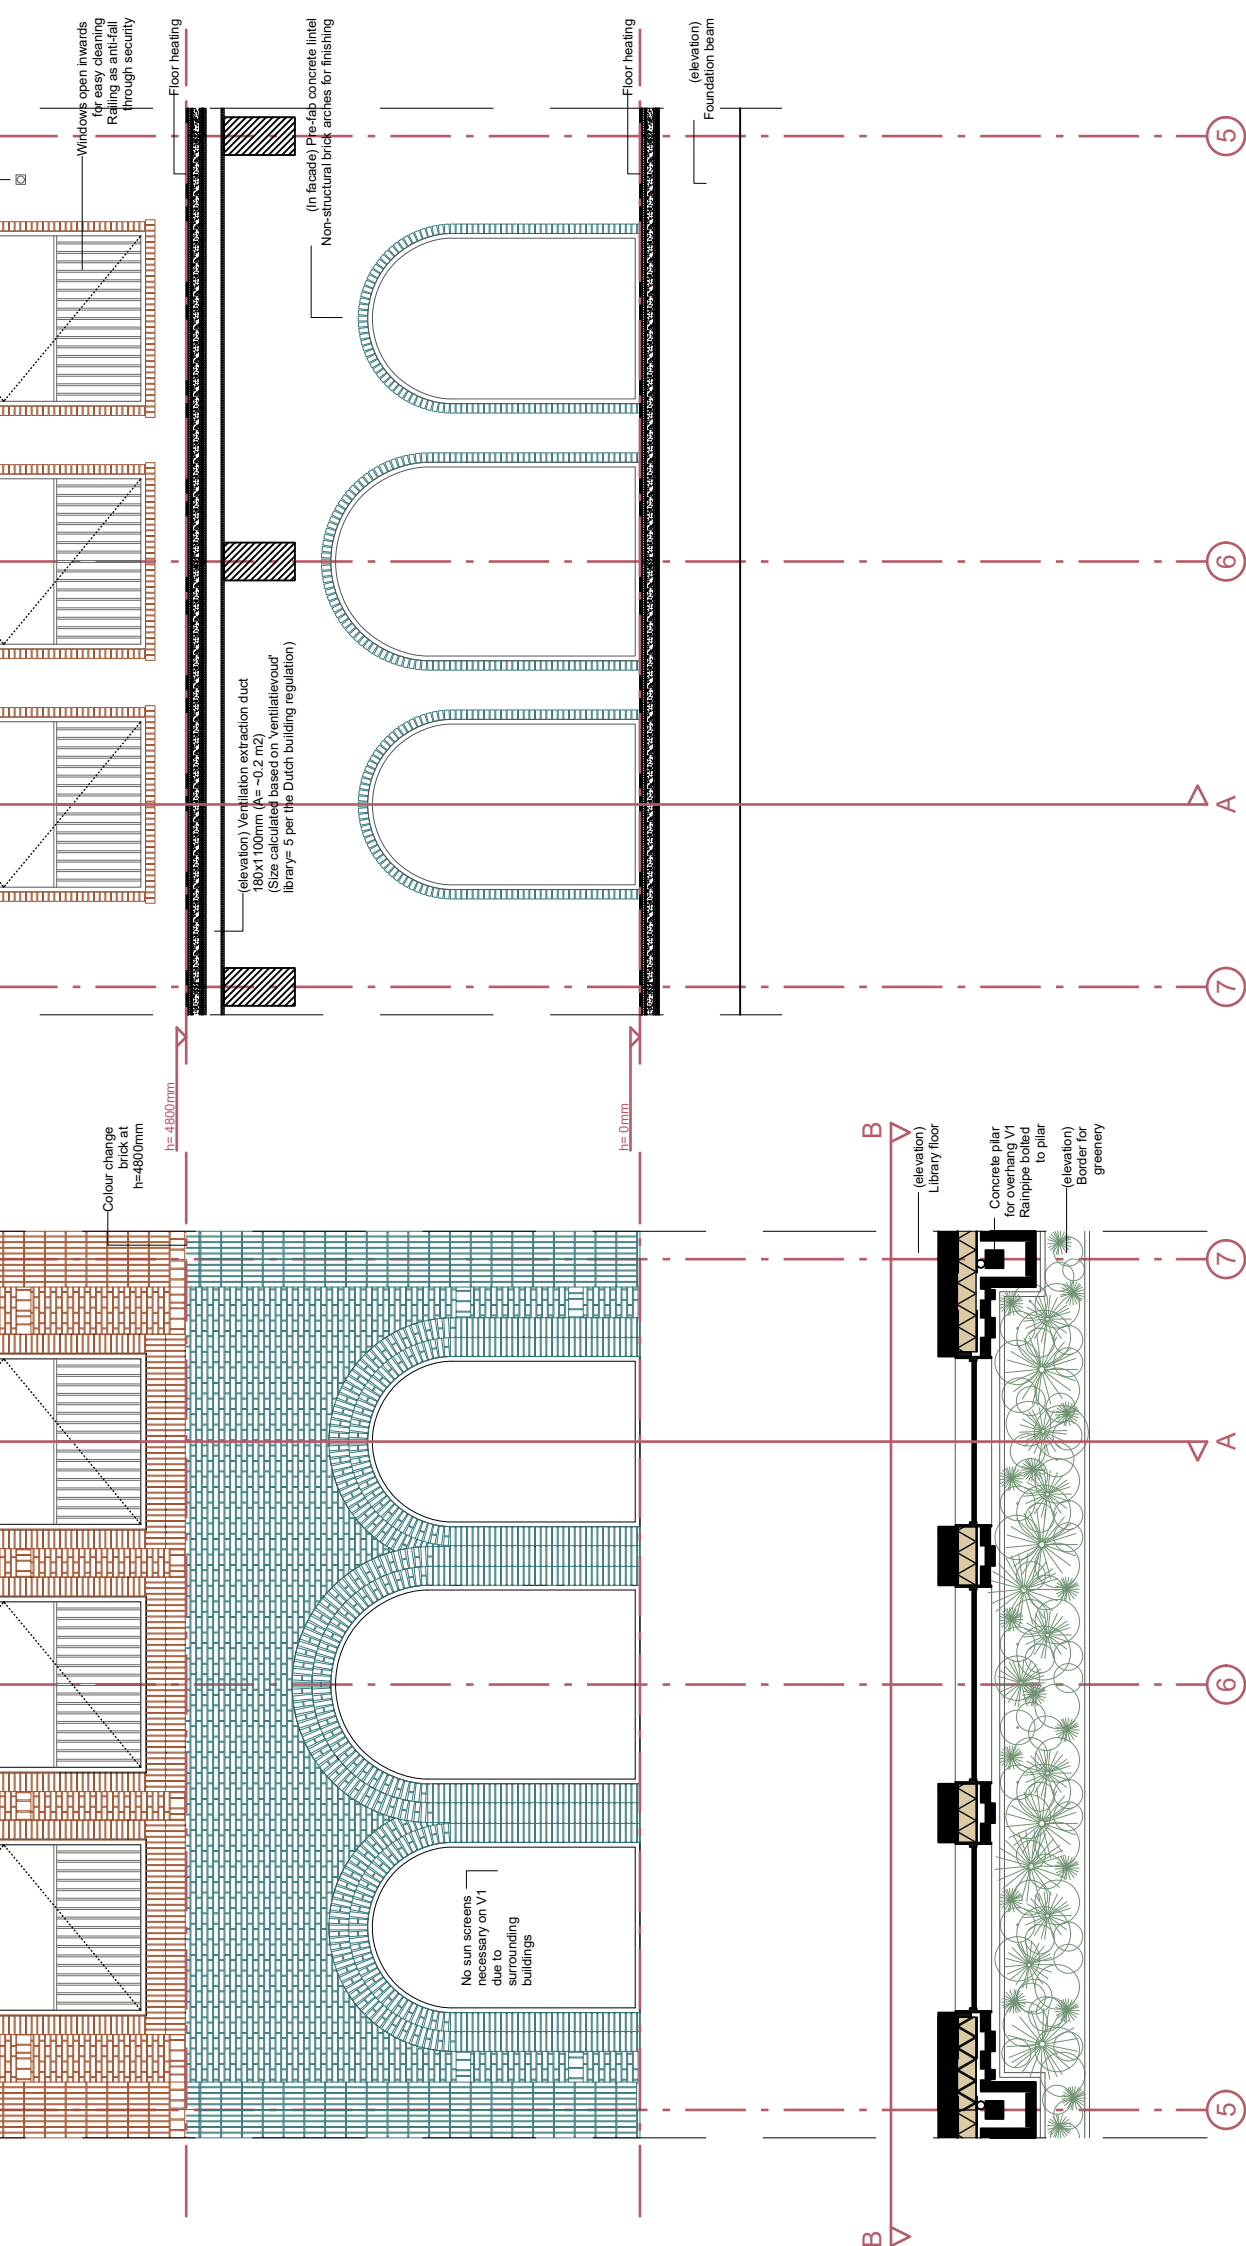 Windows open inwards
for easy cleaning
Railing as anti-fall
through security
Floor heating
(In facade) Pre-fab concrete lintel
Non-structural brick arches for finishing
Floor heating
(elevation)
Foundation beam
5
6
(elevation) Ventilation extraction duct
180x1100mm (A= ~0.2 m2)
(Size calculated based on 'ventilatievoud'
library= 5 per the Dutch building regulation)
A
7
h= 4800mm
h= 0mm
Colour change
brick at
h=4800mm
B
(elevation)
Library floor
Concrete pilar
for overhang V1
Rainpipe bolted
to pilar
(elevation)
Border for
greenery
7
A
6
No sun screens
necessary on V1
due to
surrounding
buildings
5
B